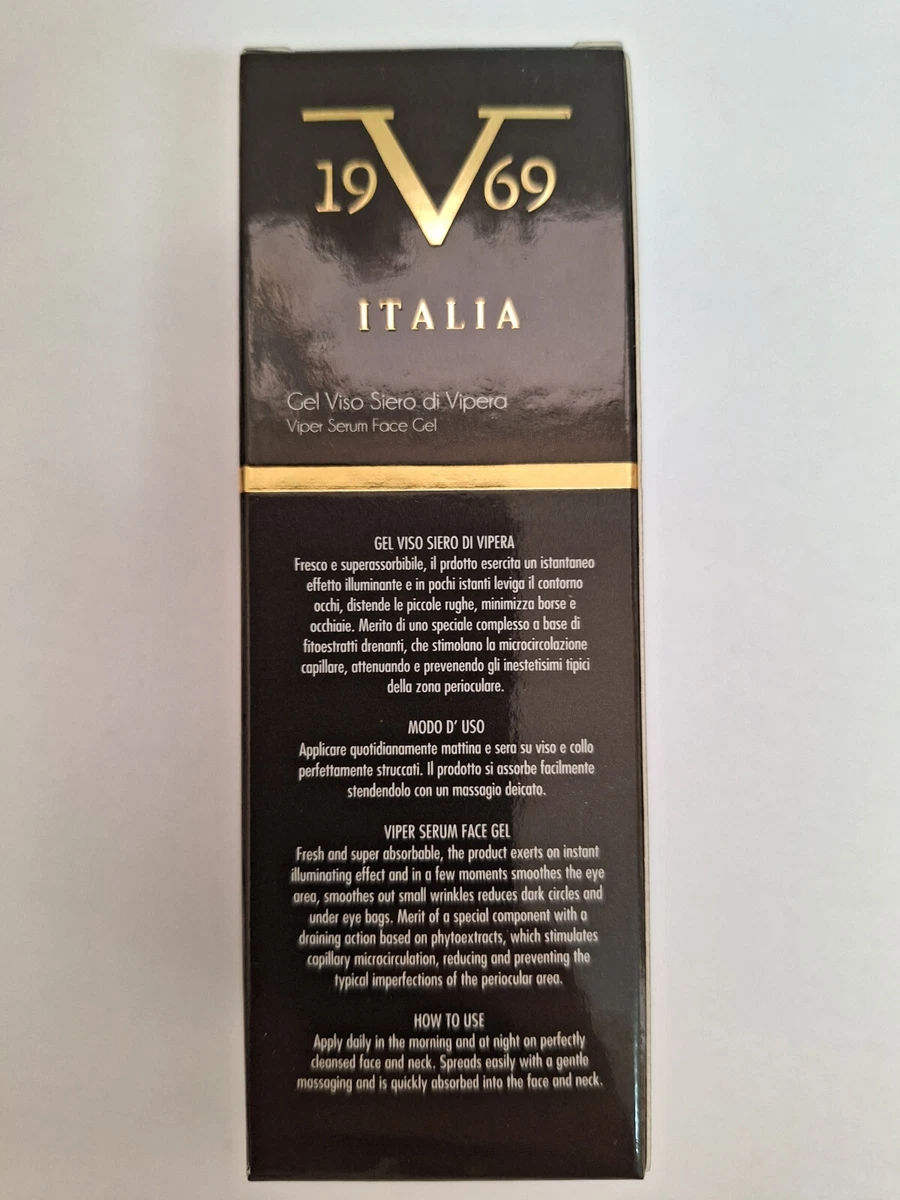 19 V 69
ITALIA
Gel Viso Siero di Vipera
Viper Serum Face Gel
GEL VISO SIERO DI VIPERA
Fresco e superassorbibile, il prdotto esercita un istantaneo
effetto illuminante e in pochi istanti leviga il contorno
occhi, distende le piccole rughe, minimizza borse e
occhiaie. Merito di uno speciale complesso a base di
fitoestratti drenanti, che stimolano la microcircolazione
capillare, attenuando e prevenendo gli inestetisimi tipici
della zona perioculare.
MODO D' USO
Applicare quotidianamente mattina e sera su viso e collo
perfettamente struccati. Il prodotto si assorbe facilmente
stendendolo con un massagio deicato.
VIPER SERUM FACE GEL
Fresh and super absorbable, the product exerts on instant
illuminating effect and in a few moments smoothes the eye
area, smoothes out small wrinkles reduces dark circles and
under eye bags. Merit of a special component with a
draining action based on phytoextracts, which stimulates
capillary microcirculation, reducing and preventing the
typical imperfections of the periocular area.
HOW TO USE
Apply daily in the morning and at night on perfectly
cleansed face and neck. Spreads easily with a gentle
massaging and is quickly absorbed into the face and neck.